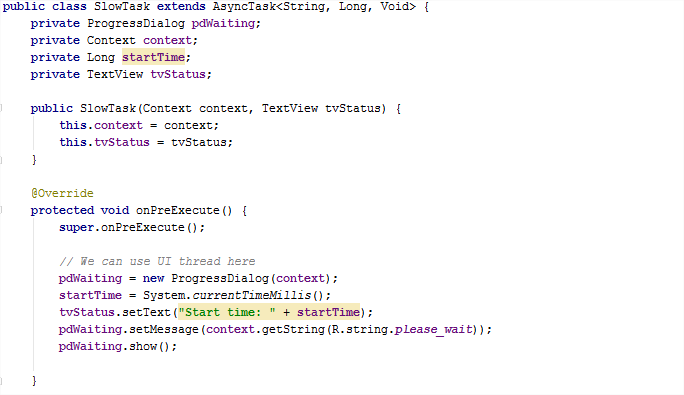 public class SlowTask extends AsyncTask<String, Long, Void> {
    private ProgressDialog pdWaiting;
    private Context context;
    private Long startTime;
    private TextView tvStatus;

    public SlowTask(Context context, TextView tvStatus) {
        this.context = context;
        this.tvStatus = tvStatus;
    }

    @Override
    protected void onPreExecute() {
        super.onPreExecute();

        // We can use UI thread here
        pdWaiting = new ProgressDialog(context);
        startTime = System.currentTimeMillis();
        tvStatus.setText("Start time: " + startTime);
        pdWaiting.setMessage(context.getString(R.string.please_wait));
        pdWaiting.show();

    }